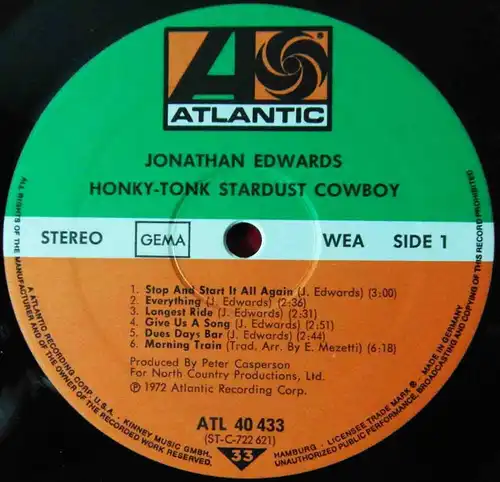 ATLANTIC
JONATHAN EDWARDS
HONKY-TONK STARDUST COWBOY
STEREO GEMA WEA SIDE 1
1. Stop And Start It All Again (J. Edwards) (3:00)
2. Everything (J. Edwards) (2:36)
3. Longest Ride (J. Edwards) (2:31)
4. Give Us A Song (J. Edwards) (2:51)
5. Dues Days Bar (J. Edwards) (2:44)
6. Morning Train (Trad. Arr. By E. Mezetti) (6:18)
Produced By Peter Casperson
For North Country Productions, Ltd.
℗ 1972 Atlantic Recording Corp.
ATL 40 433
(ST-C-722 621)
33
ALL RIGHTS OF THE MANUFACTURER AND OF THE OWNER OF THE RECORDED WORK RESERVED.
A ATLANTIC RECORDING CORP. U.S.A. - KINNEY MUSIC GMBH.
HAMBURG - LICENSEE TRADE MARK ® MADE IN GERMANY
UNAUTHORIZED PUBLIC PERFORMANCE, BROADCASTING AND COPYING OF THIS RECORD PROHIBITED